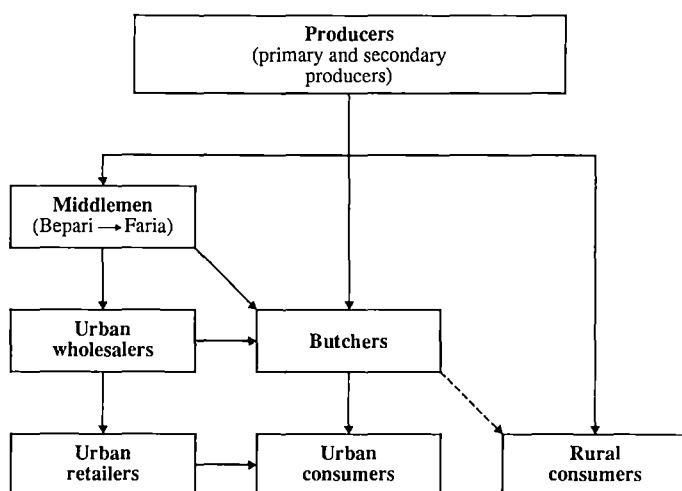 Producers
(primary and secondary
producers)
Middlemen
(Bepari → Faria)
Urban
wholesalers
Butchers
Urban
retailers
Urban
consumers
Rural
consumers